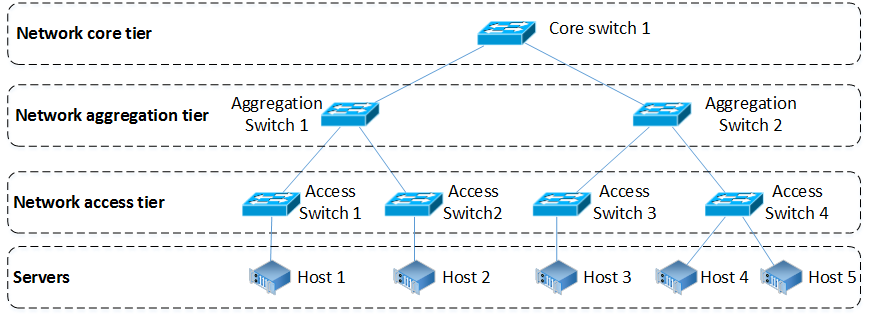 Network core tier
Core switch 1
Network aggregation tier
Aggregation
Switch 1
Aggregation
Switch 2
Network access tier
Access
Switch 1
Access
Switch2
Access
Switch 3
Access
Switch 4
Servers
Host 1
Host 2
Host 3
Host 4
Host 5